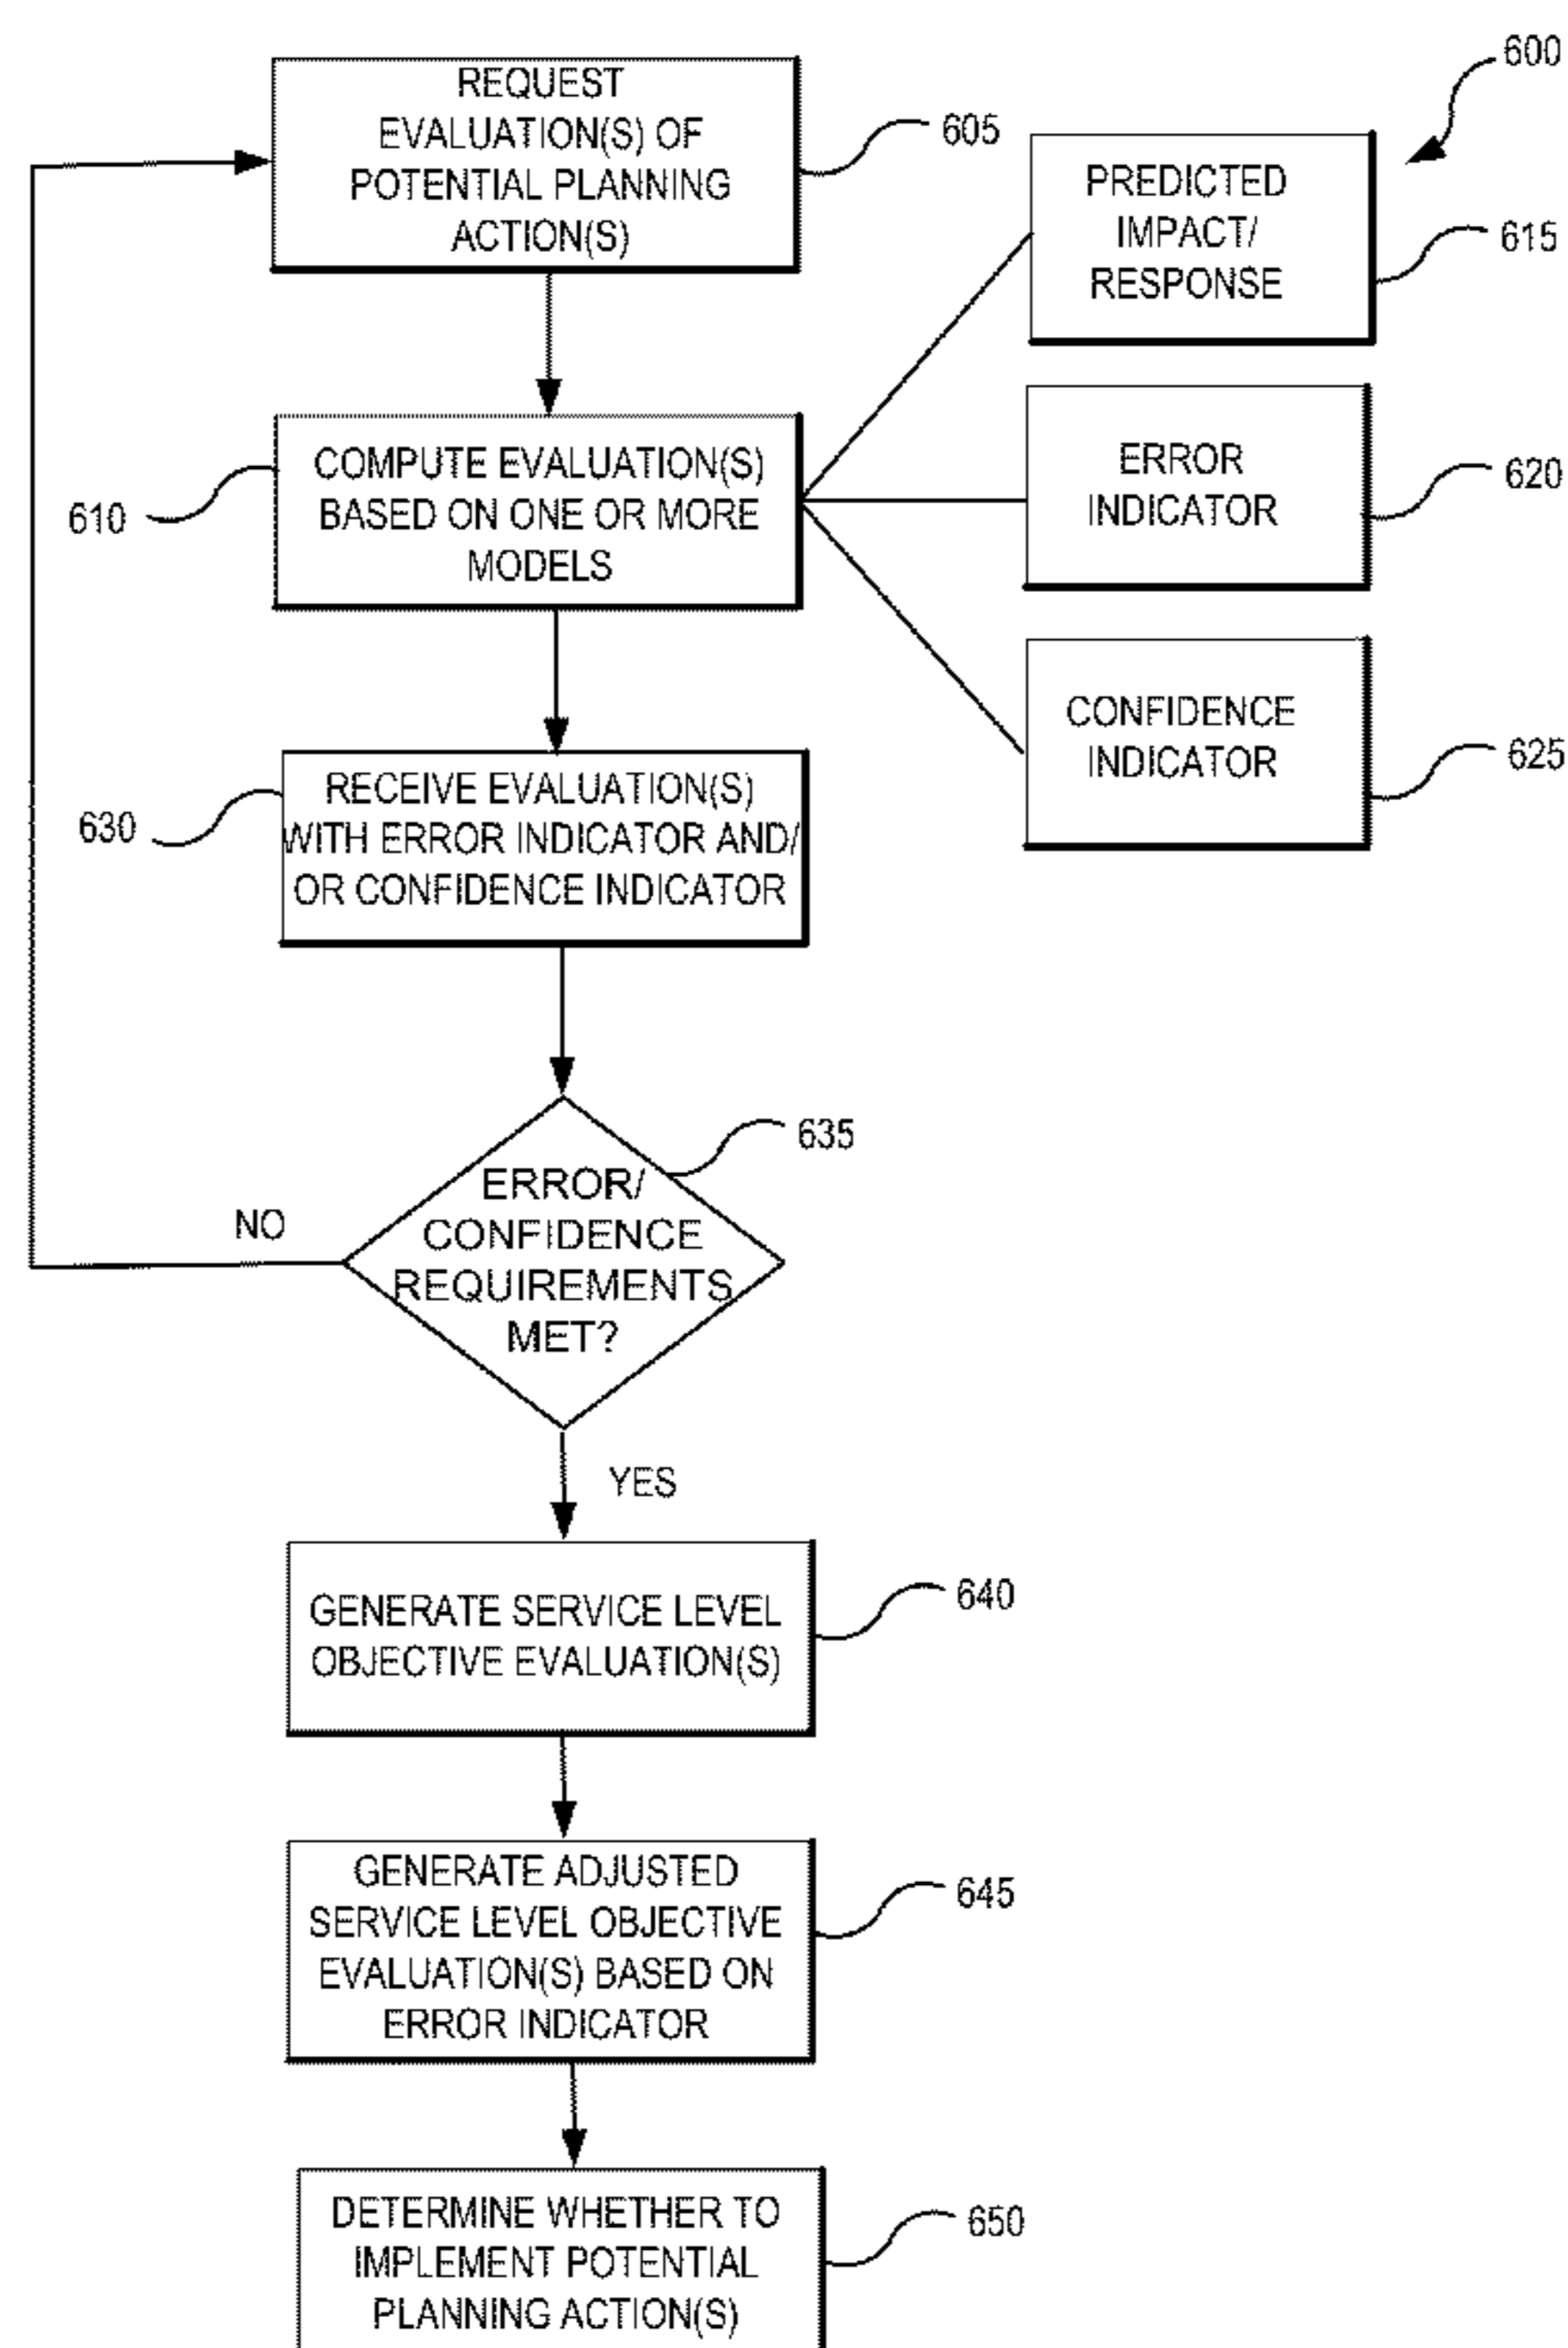 600
REQUEST
EVALUATION(S) OF
POTENTIAL PLANNING
ACTION(S)
605
PREDICTED
IMPACT/
RESPONSE
615
COMPUTE EVALUATION(S)
BASED ON ONE OR MORE
MODELS
610
ERROR
INDICATOR
620
CONFIDENCE
INDICATOR
625
RECEIVE EVALUATION(S)
WITH ERROR INDICATOR AND/
OR CONFIDENCE INDICATOR
630
ERROR/
CONFIDENCE
REQUIREMENTS
MET?
635
NO
YES
GENERATE SERVICE LEVEL
OBJECTIVE EVALUATION(S)
640
GENERATE ADJUSTED
SERVICE LEVEL OBJECTIVE
EVALUATION(S) BASED ON
ERROR INDICATOR
645
DETERMINE WHETHER TO
IMPLEMENT POTENTIAL
PLANNING ACTION(S)
650